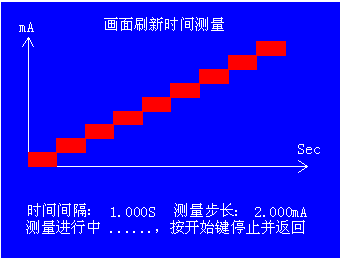 画面刷新时间测量
mA
Sec
时间间隔: 1.000S 测量步长: 2.000mA
测量进行中 ......,按开始键停止并返回